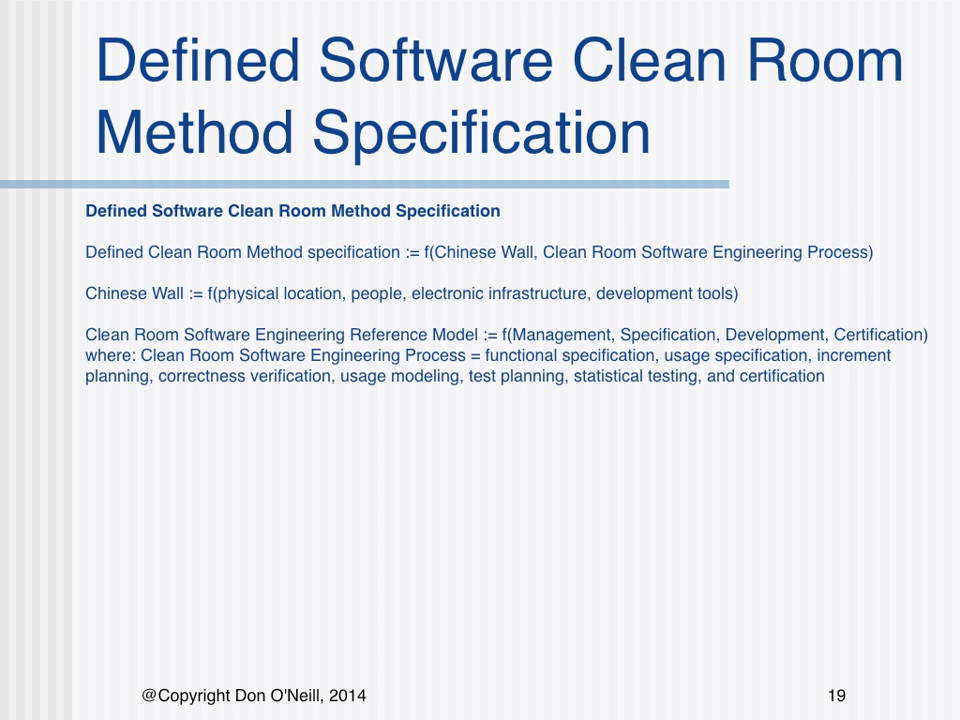 Defined Software Clean Room
Method Specification
Defined Software Clean Room Method Specification
Defined Clean Room Method specification := f(Chinese Wall, Clean Room Software Engineering Process)
Chinese Wall := f(physical location, people, electronic infrastructure, development tools)
Clean Room Software Engineering Reference Model := f(Management, Specification, Development, Certification)
where: Clean Room Software Engineering Process = functional specification, usage specification, increment
planning, correctness verification, usage modeling, test planning, statistical testing, and certification
@Copyright Don O'Neill, 2014
19